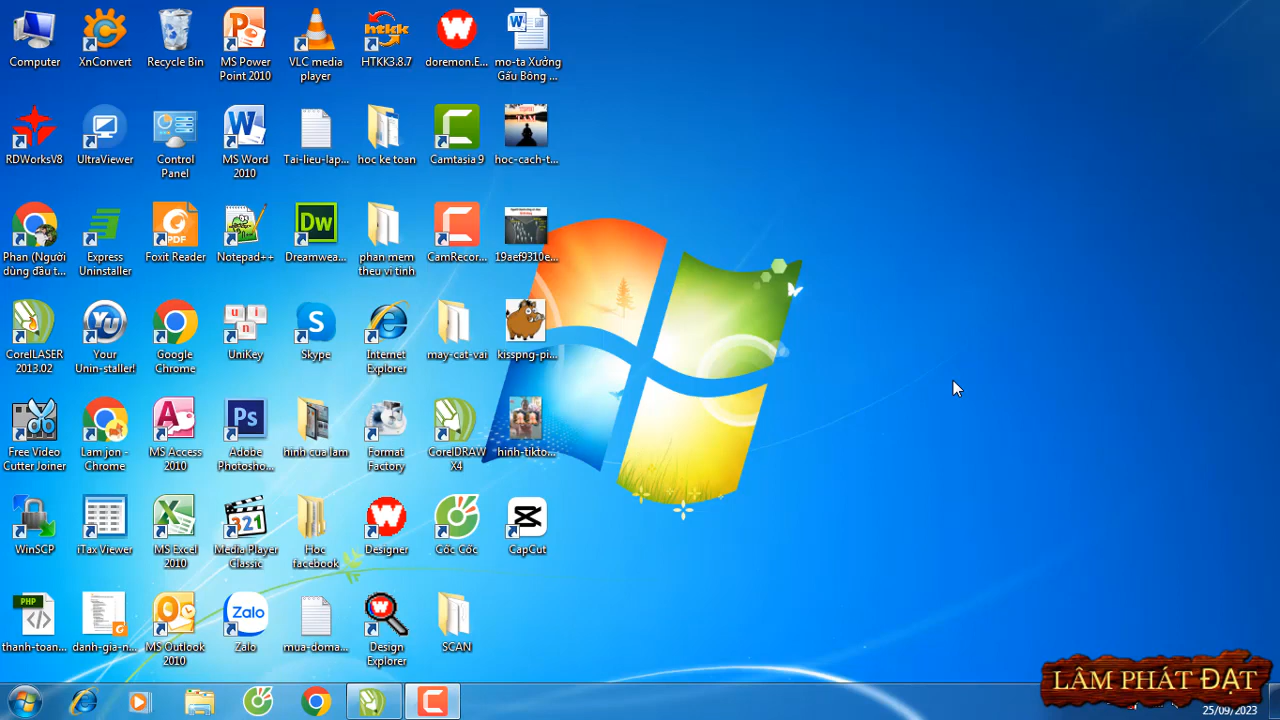 Computer
XnConvert
Recycle Bin
MS Power
Point 2010
VLC media
player
HTKK3.8.7
doremon.E...
mo-ta Xưởng
Gấu Bông ...
RDWorksV8
UltraViewer
Control
Panel
MS Word
2010
Tai-lieu-lap...
hoc ke toan
Camtasia 9
hoc-cach-t...
Phan (Người
dùng đầu t...
Express
Uninstaller
Foxit Reader
Notepad++
Dreamwea...
phan mem
theu vi tinh
CamRecor...
19aef9310e...
CorelLASER
2013.02
Your
Unin-staller!
Google
Chrome
UniKey
Skype
Internet
Explorer
may-cat-vai
kisspng-pi...
Free Video
Cutter Joiner
Lam jon -
Chrome
MS Access
2010
Adobe
Photosho...
hinh cua lam
Format
Factory
CorelDRAW
X4
hinh-tikto...
WinSCP
iTax Viewer
MS Excel
2010
Media Player
Classic
Hoc
facebook
Designer
Cốc Cốc
CapCut
thanh-toan...
danh-gia-n...
MS Outlook
2010
Zalo
mua-doma...
Design
Explorer
SCAN
LÂM PHÁT ĐẠT
25/09/2023